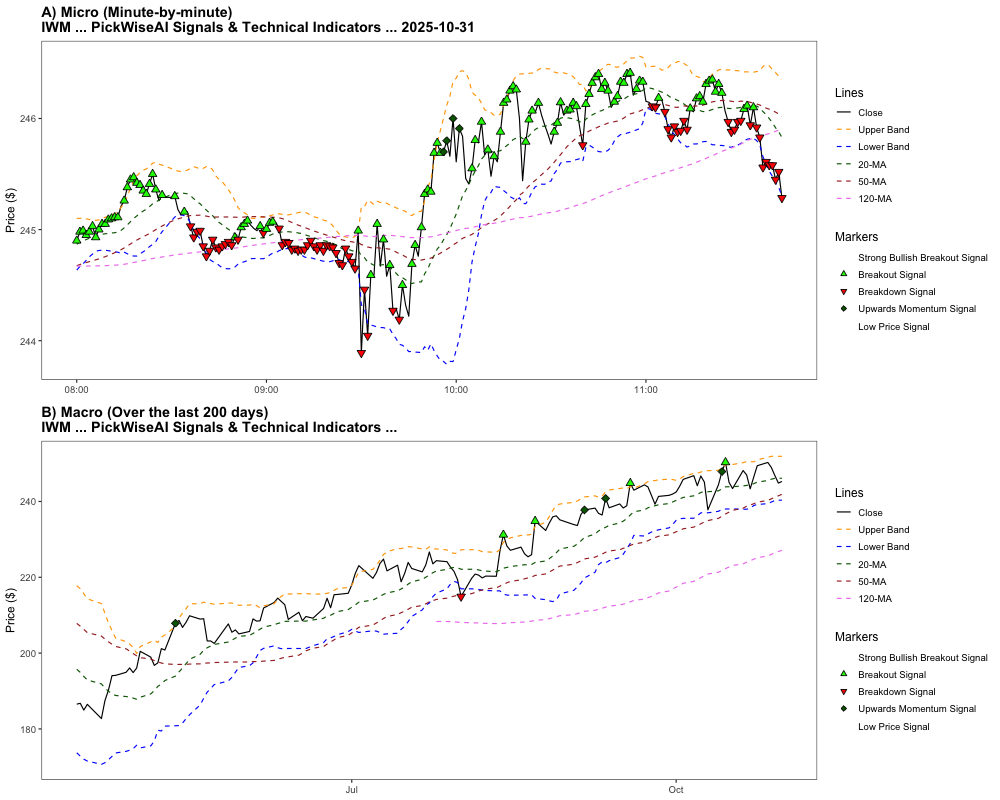 A) Micro (Minute-by-minute)
IWM ... PickWiseAI Signals & Technical Indicators ... 2025-10-31
Price ($)
246
245
244
08:00
09:00
10:00
11:00
Lines
Close
Upper Band
Lower Band
20-MA
50-MA
120-MA
Markers
Strong Bullish Breakout Signal
Breakout Signal
Breakdown Signal
Upwards Momentum Signal
Low Price Signal
B) Macro (Over the last 200 days)
IWM ... PickWiseAI Signals & Technical Indicators ...
Price ($)
240
220
200
180
Jul
Oct
Lines
Close
Upper Band
Lower Band
20-MA
50-MA
120-MA
Markers
Strong Bullish Breakout Signal
Breakout Signal
Breakdown Signal
Upwards Momentum Signal
Low Price Signal